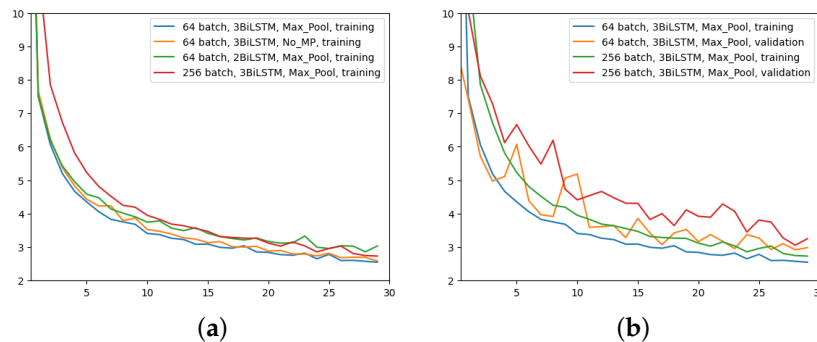 10
9
8
7
6
5
4
3
2
5 10 15 20 25 30
64 batch, 3BiLSTM, Max_Pool, training
64 batch, 3BiLSTM, No_MP, training
64 batch, 2BiLSTM, Max_Pool, training
256 batch, 3BiLSTM, Max_Pool, training
(a)
10
9
8
7
6
5
4
3
2
5 10 15 20 25 30
64 batch, 3BiLSTM, Max_Pool, training
64 batch, 3BiLSTM, Max_Pool, validation
256 batch, 3BiLSTM, Max_Pool, training
256 batch, 3BiLSTM, Max_Pool, validation
(b)